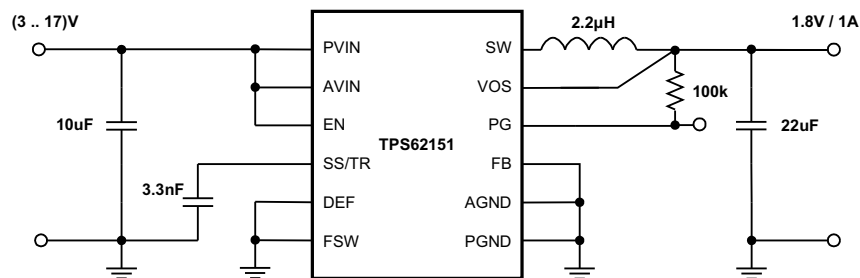 (3 .. 17)V
2.2µH
1.8V / 1A
PVIN
SW
AVIN
VOS
100k
10uF
EN
PG
TPS62151
22uF
SS/TR
FB
3.3nF
DEF
AGND
FSW
PGND